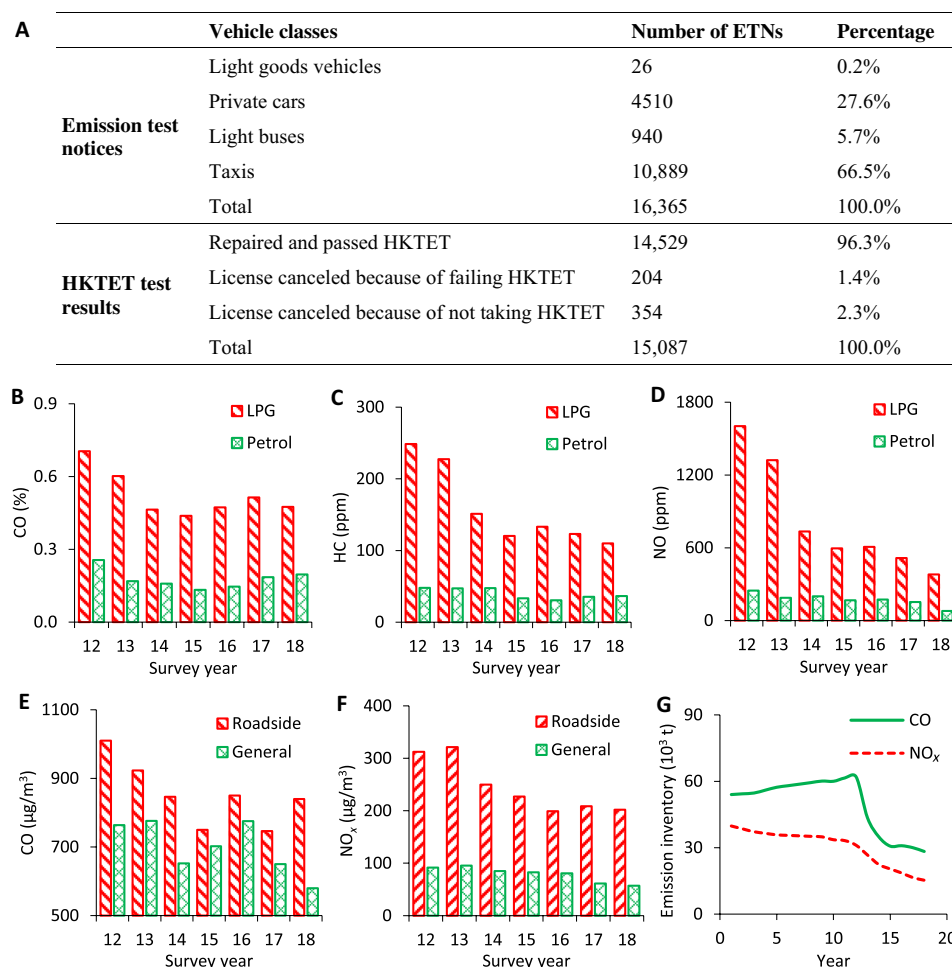 A
Vehicle classes Number of ETNs Percentage
Emission test notices
Light goods vehicles 26 0.2%
Private cars 4510 27.6%
Light buses 940 5.7%
Taxis 10,889 66.5%
Total 16,365 100.0%
HKTET test results
Repaired and passed HKTET 14,529 96.3%
License canceled because of failing HKTET 204 1.4%
License canceled because of not taking HKTET 354 2.3%
Total 15,087 100.0%
B
LPG
Petrol
CO (%)
0.9
0.6
0.3
0.0
12 13 14 15 16 17 18
Survey year
C
LPG
Petrol
HC (ppm)
300
200
100
0
12 13 14 15 16 17 18
Survey year
D
LPG
Petrol
NO (ppm)
1800
1200
600
0
12 13 14 15 16 17 18
Survey year
E
Roadside
General
CO (µg/m³)
1100
900
700
500
12 13 14 15 16 17 18
Survey year
F
Roadside
General
NOₓ (µg/m³)
400
300
200
100
0
12 13 14 15 16 17 18
Survey year
G
CO
NOₓ
Emission inventory (10³ t)
90
60
30
0
0 5 10 15 20
Year